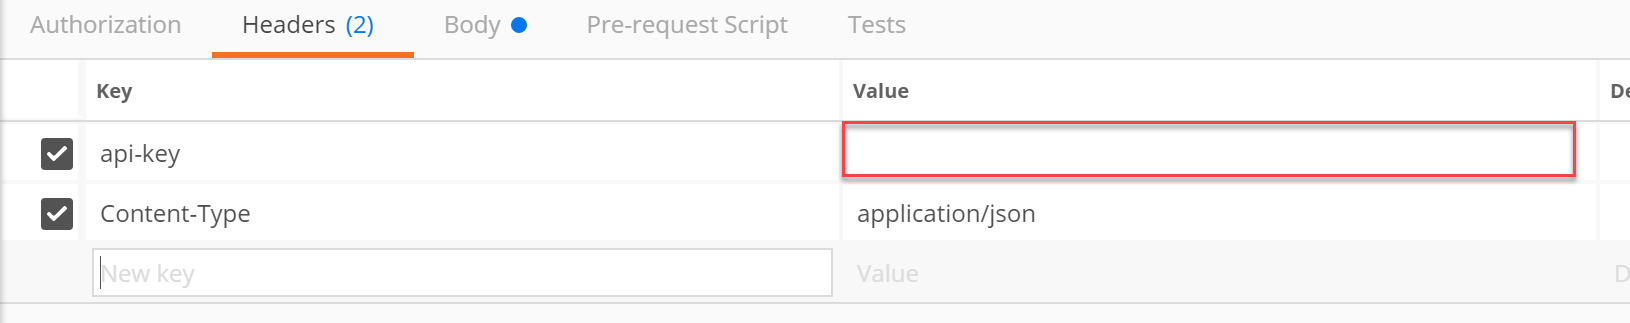 Authorization Headers (2) Body Pre-request Script Tests
Key Value
api-key
Content-Type application/json
New key Value